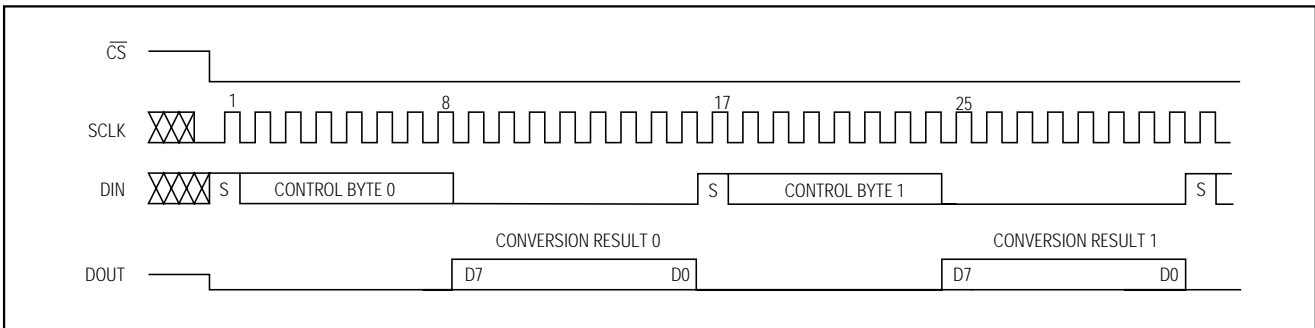 CS
1 8 17 25
SCLK
DIN S CONTROL BYTE 0 S CONTROL BYTE 1 S
CONVERSION RESULT 0 CONVERSION RESULT 1
DOUT D7 D0 D7 D0